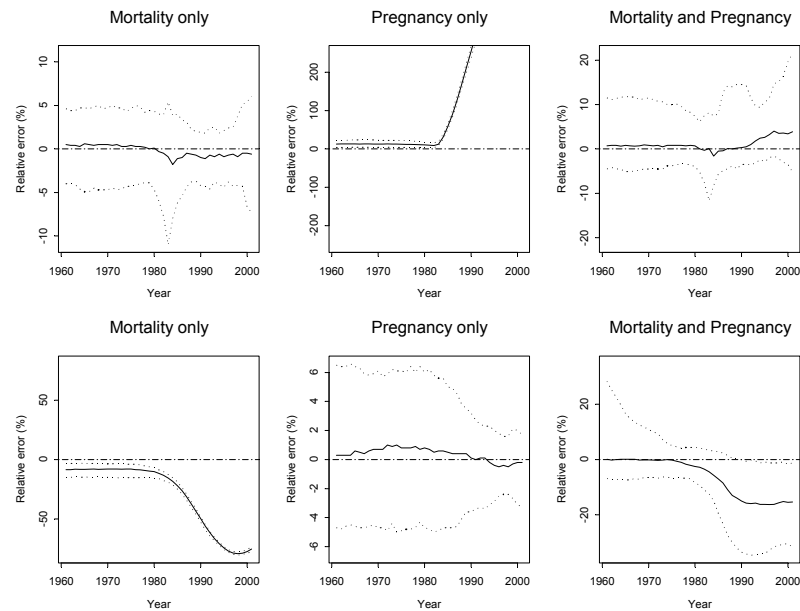 Mortality only
Pregnancy only
Mortality and Pregnancy
Relative error (%)
10
5
0
-5
-10
1960 1970 1980 1990 2000
Year
Relative error (%)
200
100
0
-100
-200
1960 1970 1980 1990 2000
Year
Relative error (%)
20
10
0
-10
-20
1960 1970 1980 1990 2000
Year
Mortality only
Pregnancy only
Mortality and Pregnancy
Relative error (%)
50
0
-50
1960 1970 1980 1990 2000
Year
Relative error (%)
6
4
2
0
-2
-4
-6
1960 1970 1980 1990 2000
Year
Relative error (%)
20
0
-20
1960 1970 1980 1990 2000
Year